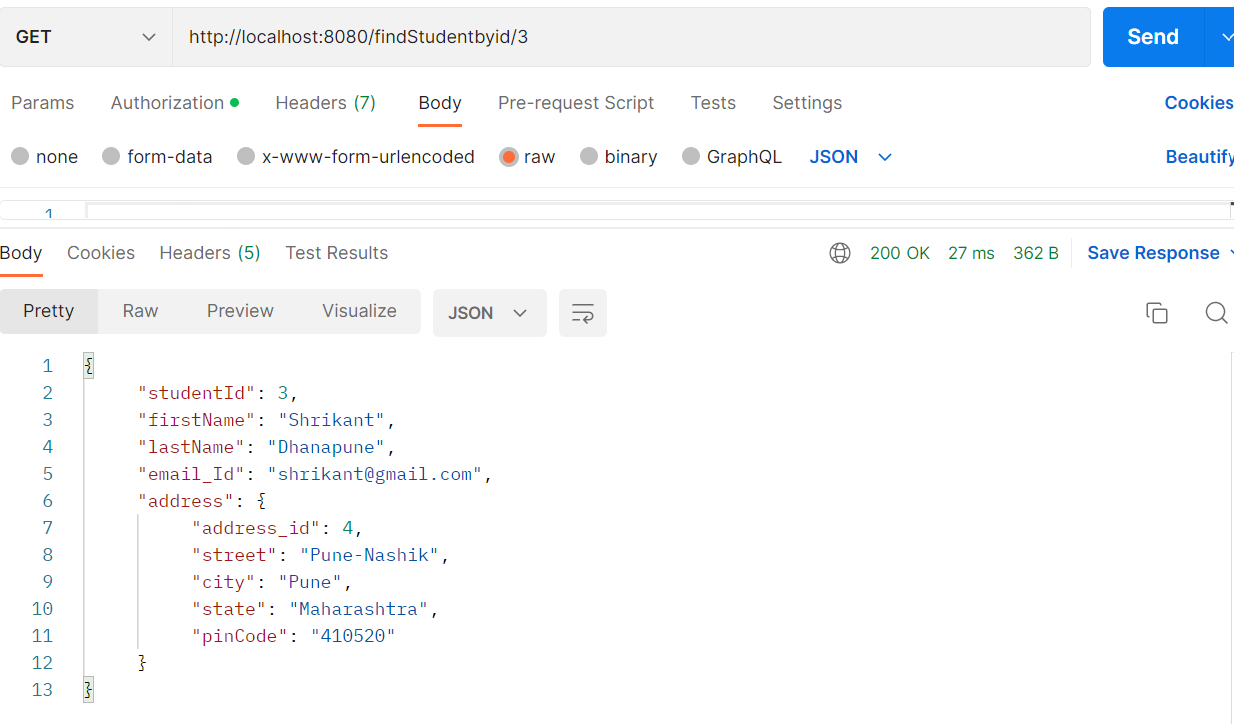 GET http://localhost:8080/findStudentbyid/3 Send
Params Authorization Headers (7) Body Pre-request Script Tests Settings Cookies
none form-data x-www-form-urlencoded raw binary GraphQL JSON Beautify
1
Body Cookies Headers (5) Test Results 200 OK 27 ms 362 B Save Response
Pretty Raw Preview Visualize JSON
1 {
2 "studentId": 3,
3 "firstName": "Shrikant",
4 "lastName": "Dhanapune",
5 "email_Id": "shrikant@gmail.com",
6 "address": {
7 "address_id": 4,
8 "street": "Pune-Nashik",
9 "city": "Pune",
10 "state": "Maharashtra",
11 "pinCode": "410520"
12 }
13 }